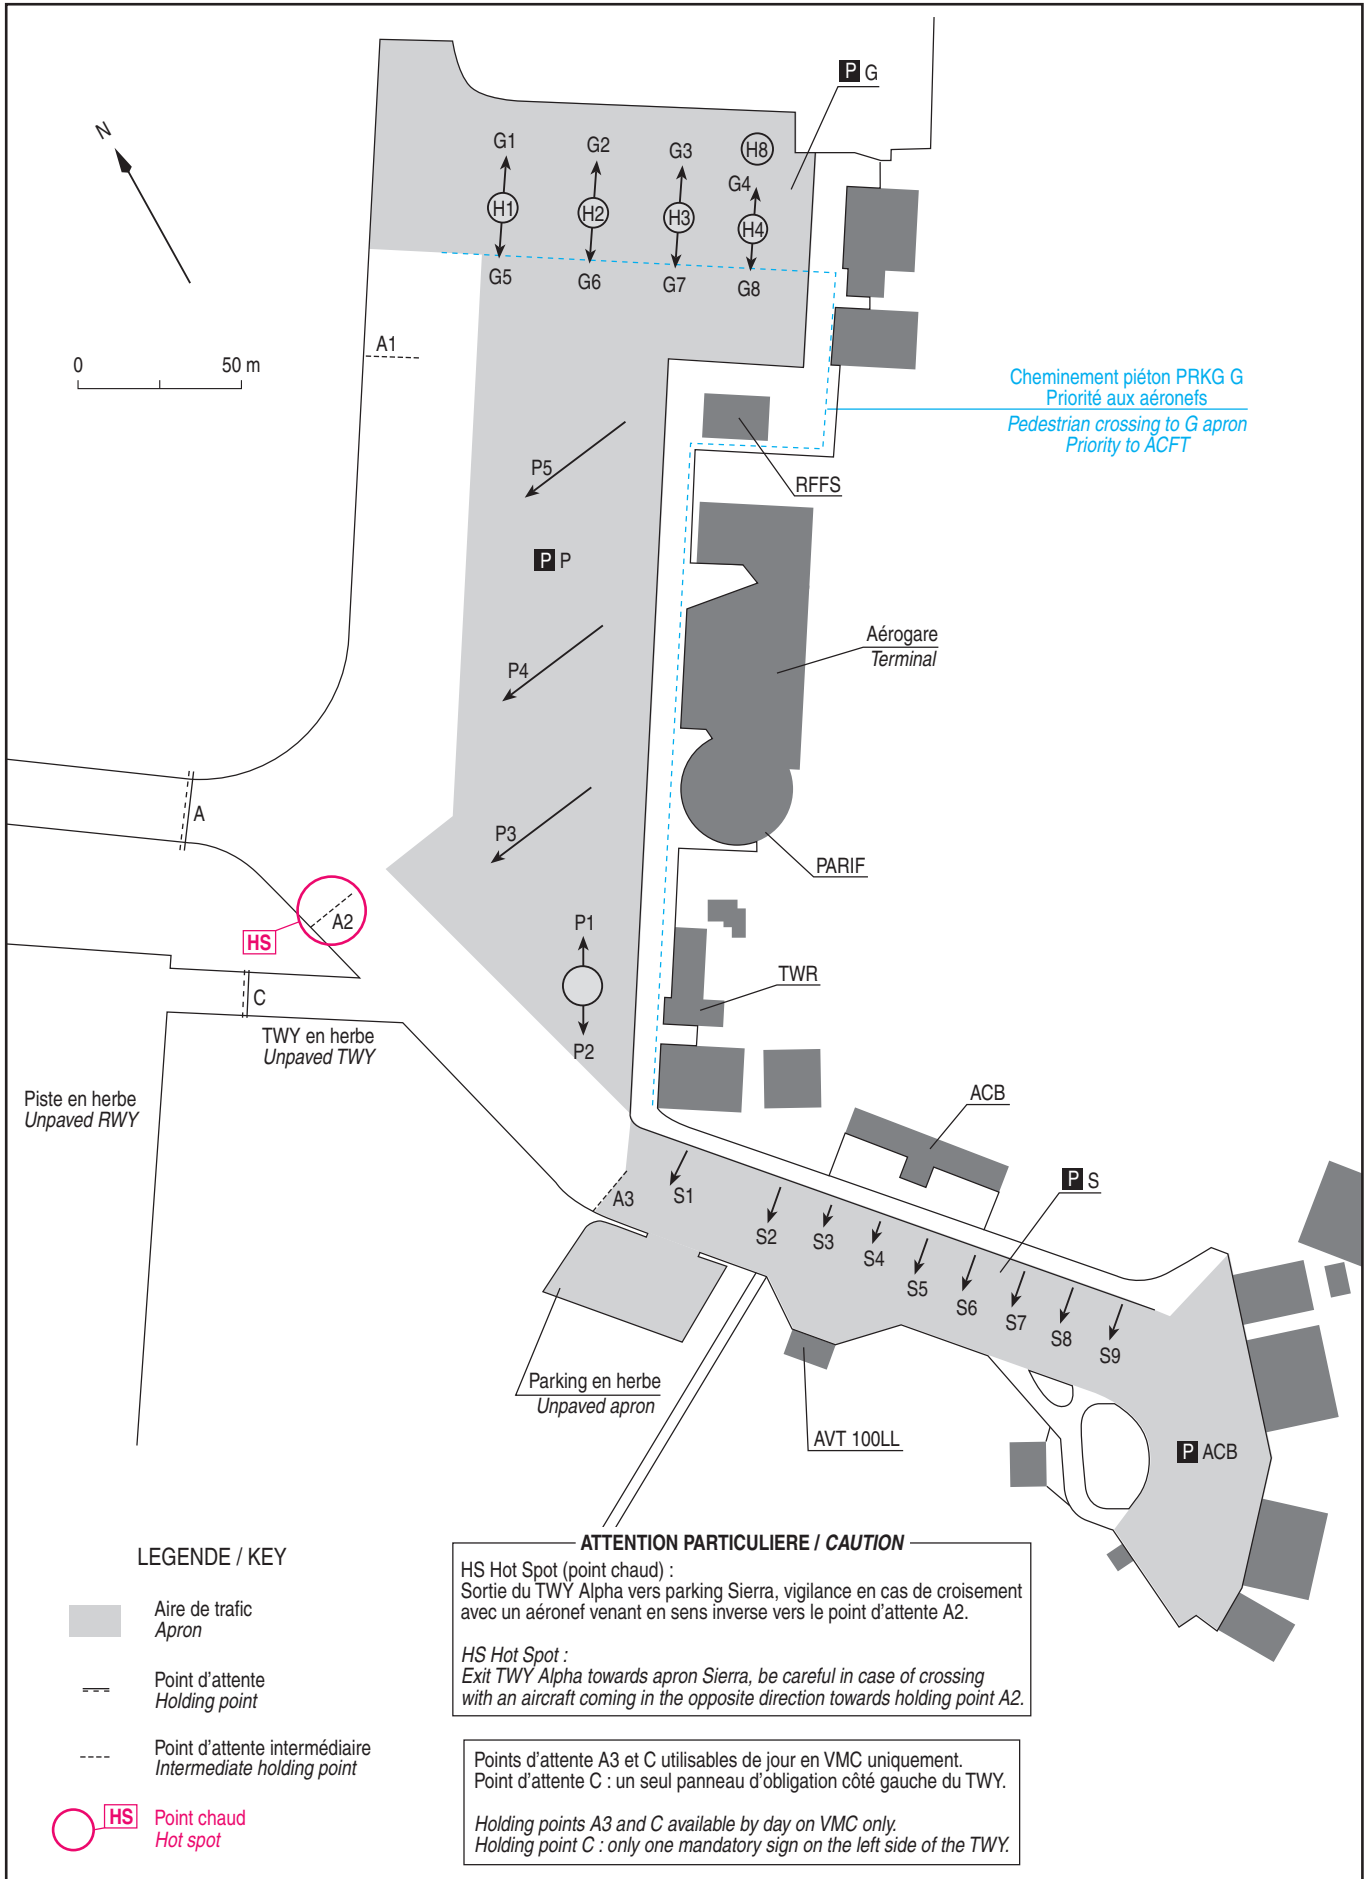 P G
N
G1
G2
G3
H8
G4
H1
H2
H3
H4
G5
G6
G7
G8
A1
0
50 m
Cheminement piéton PRKG G
Priorité aux aéronefs
Pedestrian crossing to G apron
Priority to ACFT
P5
RFFS
P P
Aérogare
Terminal
P4
A
P3
PARIF
A2
HS
P1
TWR
C
TWY en herbe
Unpaved TWY
P2
Piste en herbe
Unpaved RWY
ACB
P S
A3
S1
S2
S3
S4
S5
S6
S7
S8
S9
Parking en herbe
Unpaved apron
AVT 100LL
P ACB
LEGENDE / KEY
Aire de trafic
Apron
Point d'attente
Holding point
Point d'attente intermédiaire
Intermediate holding point
HS
Point chaud
Hot spot
ATTENTION PARTICULIERE / CAUTION
HS Hot Spot (point chaud) :
Sortie du TWY Alpha vers parking Sierra, vigilance en cas de croisement
avec un aéronef venant en sens inverse vers le point d'attente A2.
HS Hot Spot :
Exit TWY Alpha towards apron Sierra, be careful in case of crossing
with an aircraft coming in the opposite direction towards holding point A2.
Points d'attente A3 et C utilisables de jour en VMC uniquement.
Point d'attente C : un seul panneau d'obligation côté gauche du TWY.
Holding points A3 and C available by day on VMC only.
Holding point C : only one mandatory sign on the left side of the TWY.